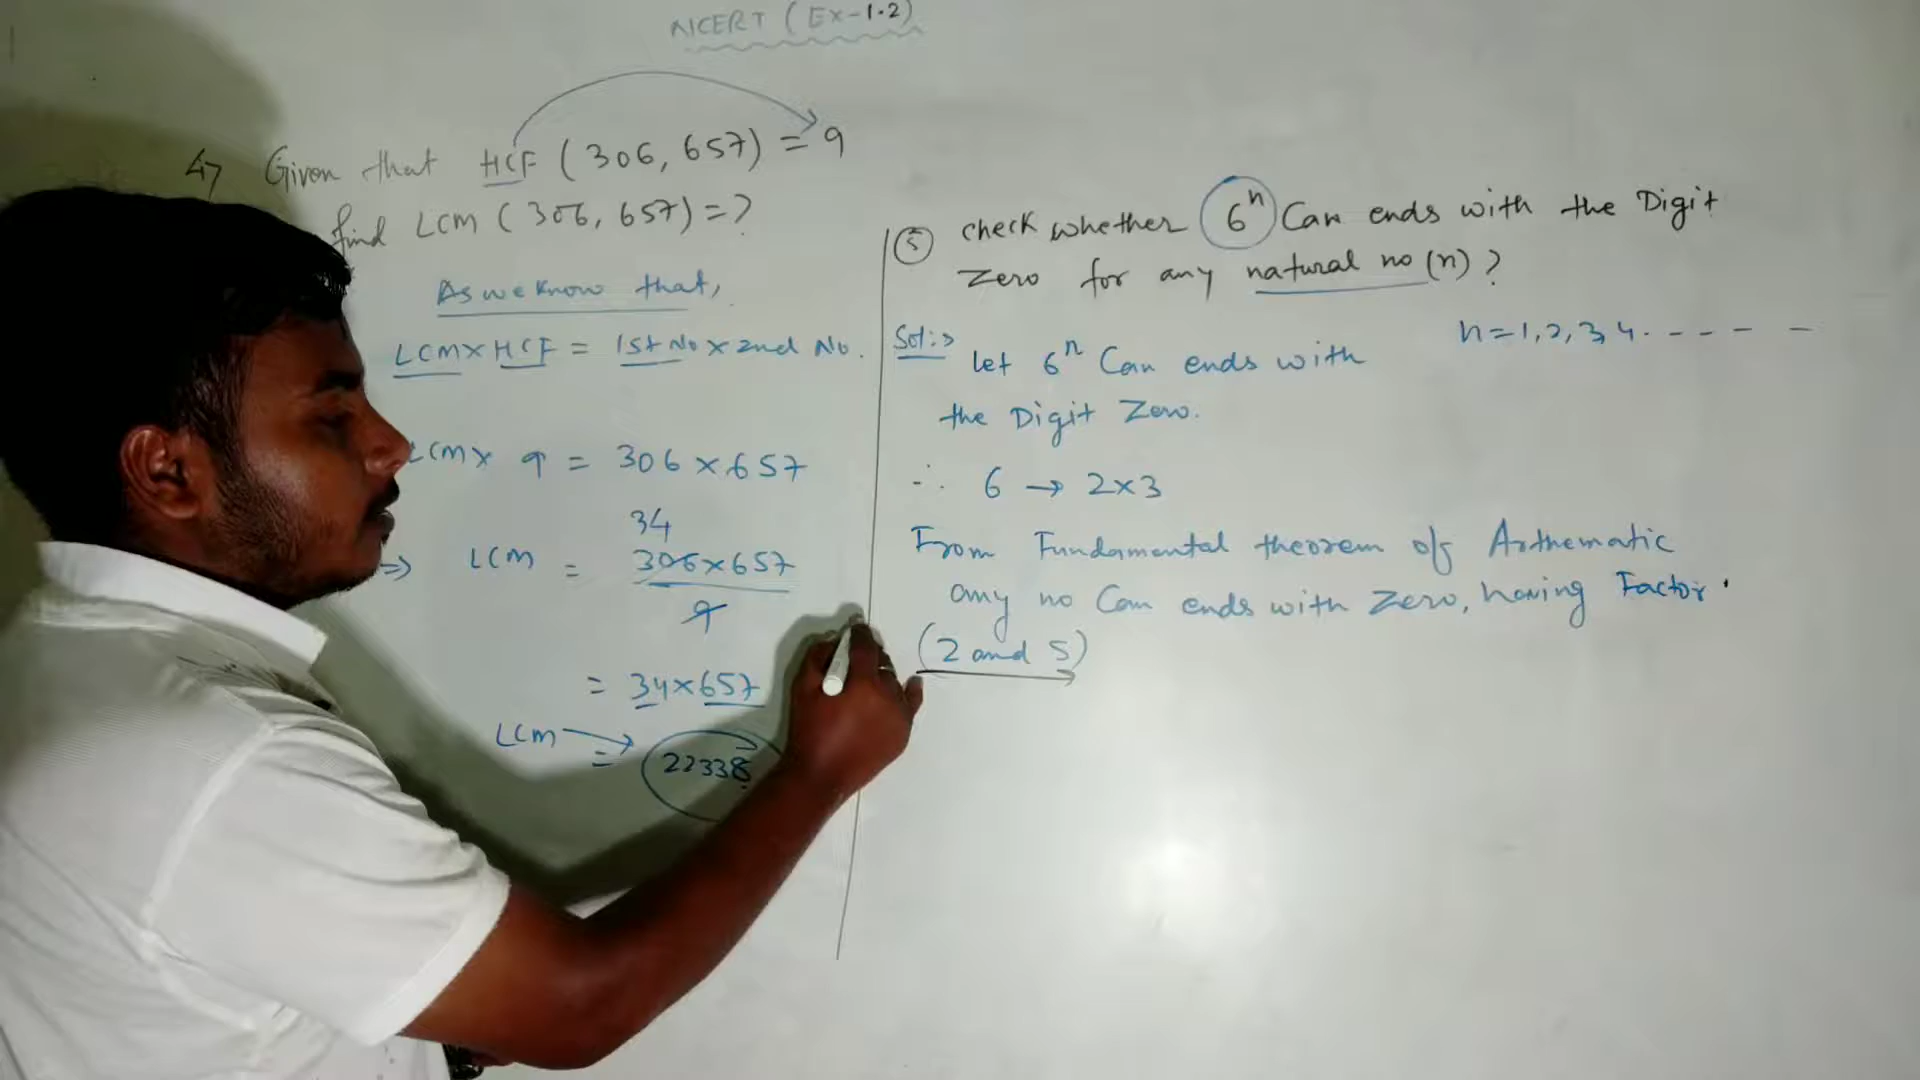 NCERT (Ex-1.2)
4) Given that HCF (306, 657) = 9
find LCM (306, 657) = ?
As we know that,
LCM x HCF = 1st No x 2nd No.
LCM x 9 = 306 x 657
34
=> LCM = 306 x 657
9
= 34 x 657
LCM → = 22338
(5) check whether 6ⁿ Can ends with the Digit
Zero for any natural no (n) ?
Sol:> n = 1, 2, 3, 4 . - - - -
let 6ⁿ Can ends with
the Digit Zero.
∴ 6 → 2x3
From Fundamental theorem of Arthematic
any no Can ends with Zero, having Factor
(2 and 5)